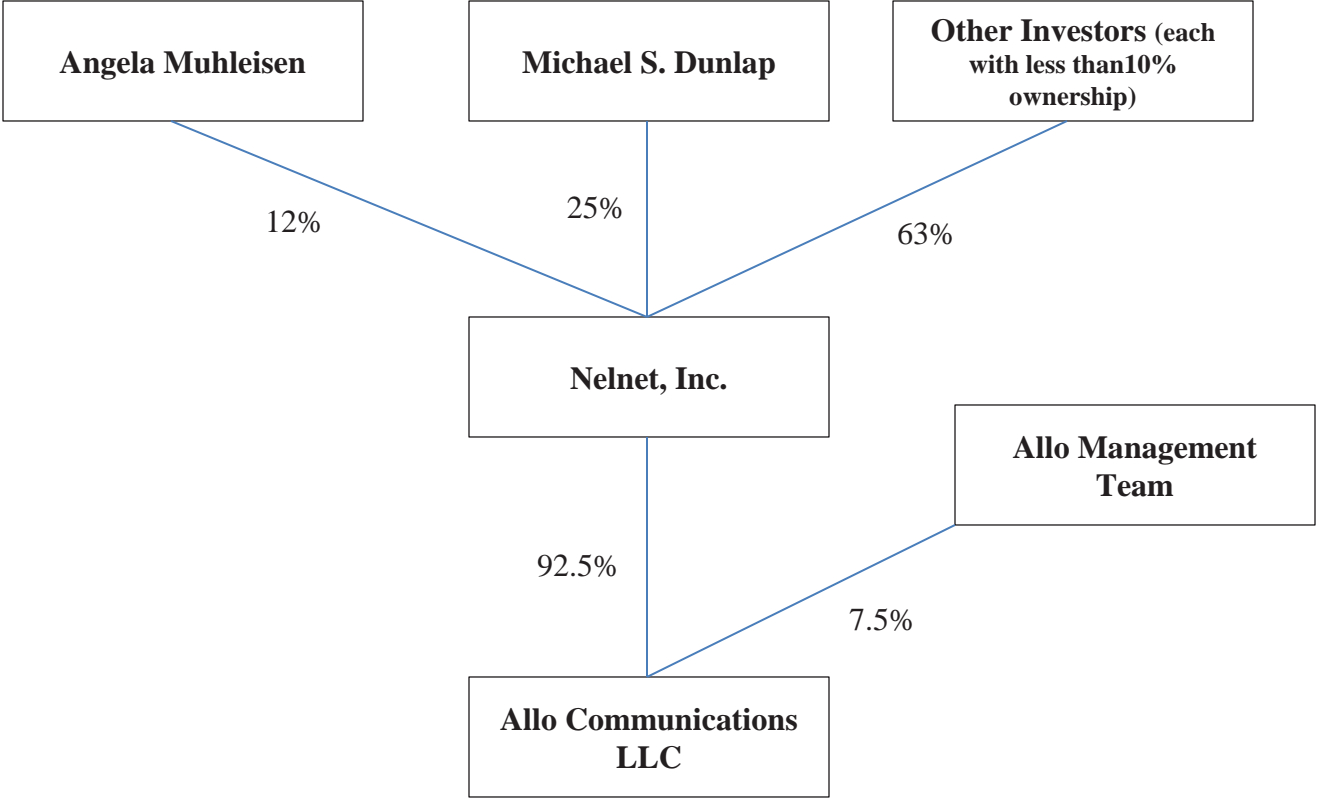 Angela Muhleisen
Michael S. Dunlap
Other Investors (each
with less than10%
ownership)
12%
25%
63%
Nelnet, Inc.
Allo Management
Team
92.5%
7.5%
Allo Communications
LLC